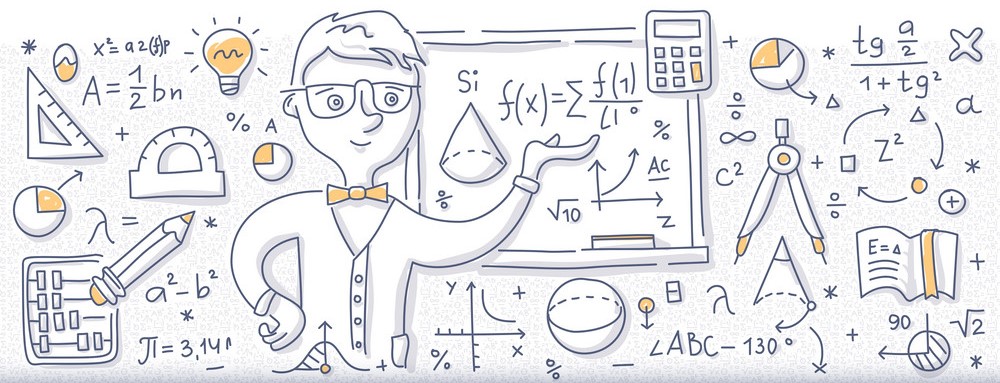 x² = a2(f)p
A = 1/2 bn
+
%
A
λ =
a² – b²
π = 3,14
Si
f(x) = Σ f(1)
√10
AC
Z
%
%
+
tg a/2
1 + tg²
a
∞
÷
C²
+
Z²
÷
+
E=Δ
+
Y
X
+
%
%
λ
∠ABC – 130°
+
90
√2